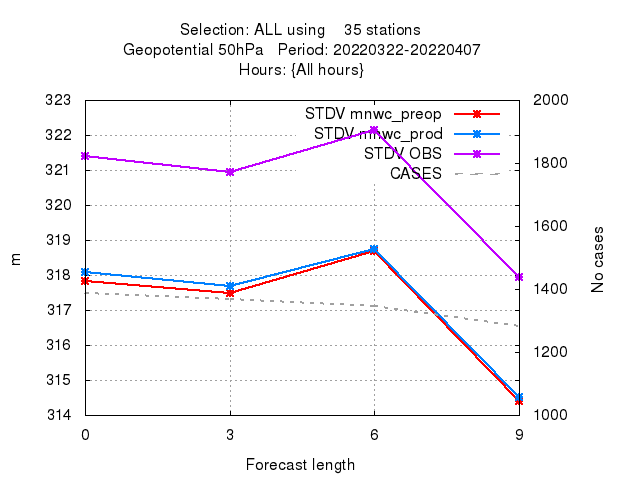 Selection: ALL using    35 stations
Geopotential 50hPa   Period: 20220322-20220407
Hours: {All hours}
323
322
321
320
319
318
317
316
315
314
2000
1800
1600
1400
1200
1000
0
3
6
9
m
No cases
Forecast length
STDV mnwc_preop
STDV mnwc_prod
STDV OBS
CASES